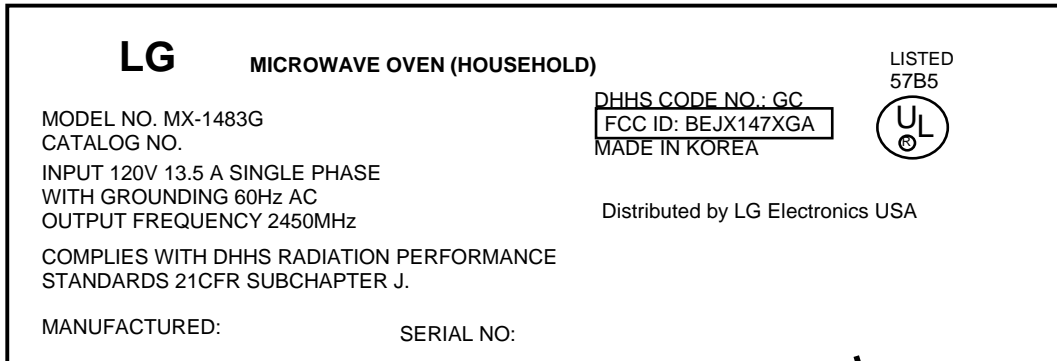 LG MICROWAVE OVEN (HOUSEHOLD)
LISTED
57B5
UL
®
MODEL NO. MX-1483G
CATALOG NO.
INPUT 120V 13.5 A SINGLE PHASE
WITH GROUNDING 60Hz AC
OUTPUT FREQUENCY 2450MHz
COMPLIES WITH DHHS RADIATION PERFORMANCE
STANDARDS 21CFR SUBCHAPTER J.
DHHS CODE NO.: GC
FCC ID: BEJX147XGA
MADE IN KOREA
Distributed by LG Electronics USA
MANUFACTURED: SERIAL NO: